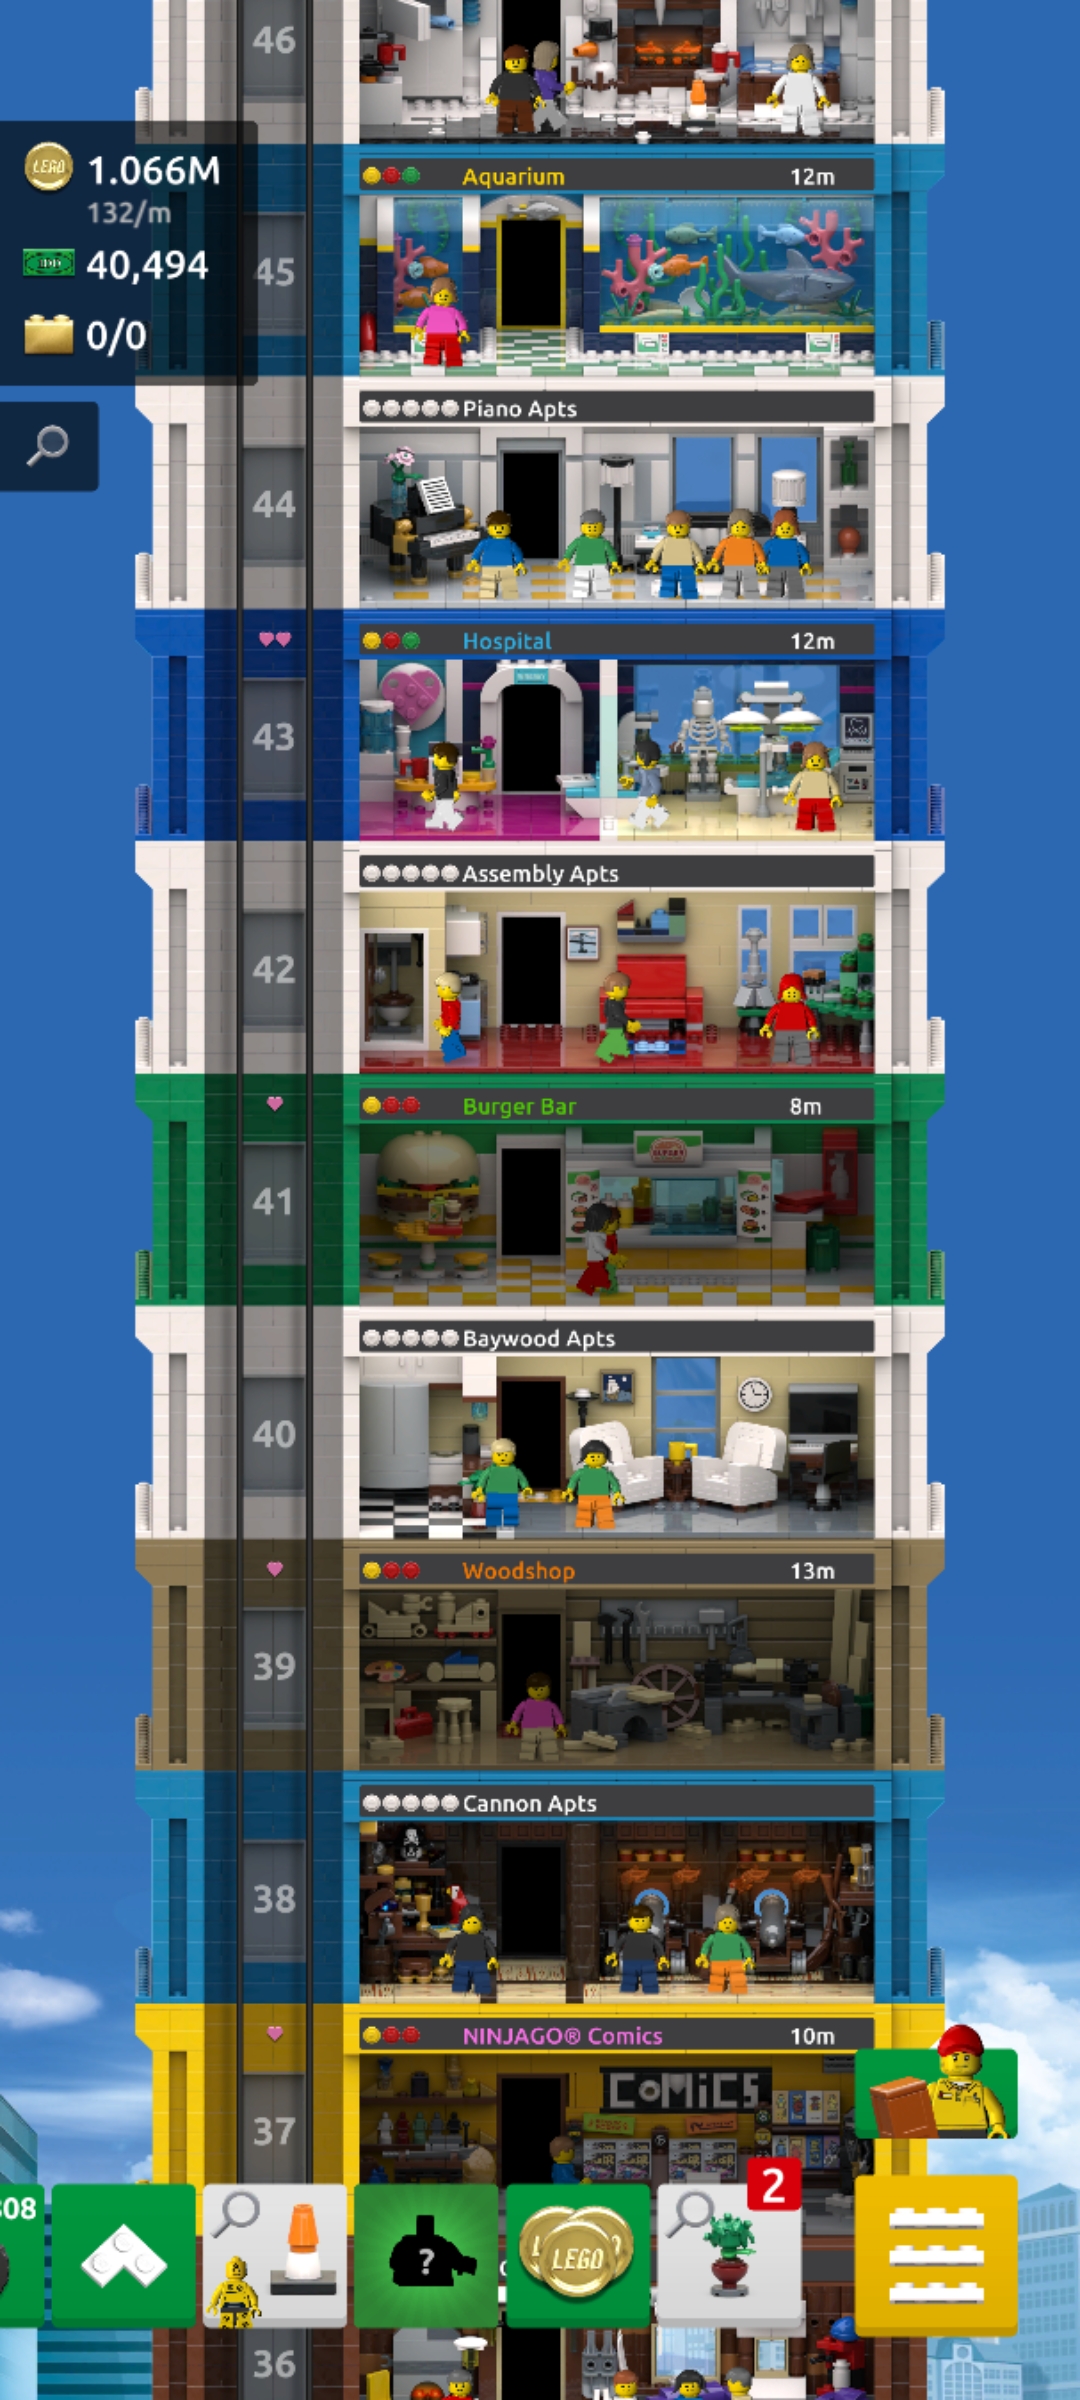 46
LEGO 1.066M
132/m
40,494
0/0
Aquarium 12m
45
Piano Apts
44
Hospital 12m
43
Assembly Apts
42
Burger Bar 8m
41
Baywood Apts
40
Woodshop 13m
39
Cannon Apts
38
NINJAGO® Comics 10m
COMiCS
37
2
308
?
LEGO
36